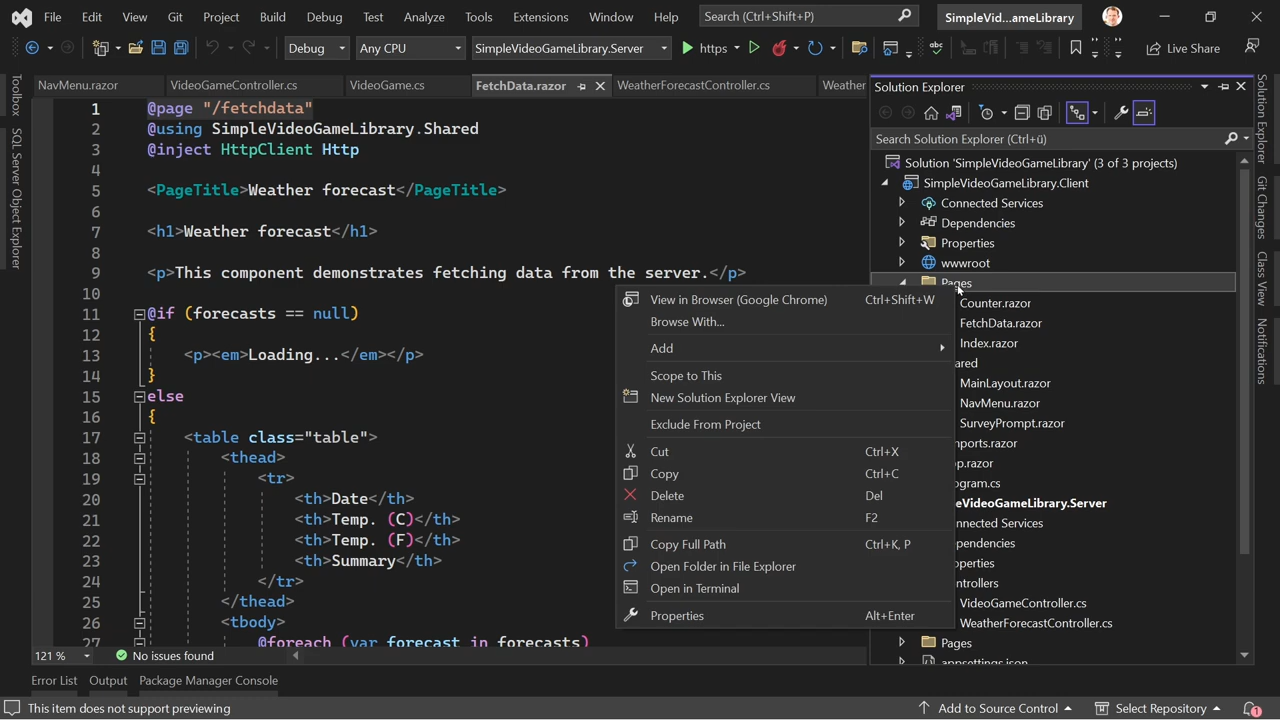 File Edit View Git Project Build Debug Test Analyze Tools Extensions Window Help Search (Ctrl+Shift+P) SimpleVid...ameLibrary
Debug Any CPU SimpleVideoGameLibrary.Server https Live Share
Toolbox
SQL Server Object Explorer
NavMenu.razor VideoGameController.cs VideoGame.cs FetchData.razor WeatherForecastController.cs Weather
1 @page "/fetchdata"
2 @using SimpleVideoGameLibrary.Shared
3 @inject HttpClient Http
4
5 <PageTitle>Weather forecast</PageTitle>
6
7 <h1>Weather forecast</h1>
8
9 <p>This component demonstrates fetching data from the server.</p>
10
11 @if (forecasts == null)
12 {
13 <p><em>Loading...</em></p>
14 }
15 else
16 {
17 <table class="table">
18 <thead>
19 <tr>
20 <th>Date</th>
21 <th>Temp. (C)</th>
22 <th>Temp. (F)</th>
23 <th>Summary</th>
24 </tr>
25 </thead>
26 <tbody>
27 @foreach (var forecast in forecasts)
121 % No issues found
View in Browser (Google Chrome) Ctrl+Shift+W
Browse With...
Add
Scope to This
New Solution Explorer View
Exclude From Project
Cut Ctrl+X
Copy Ctrl+C
Delete Del
Rename F2
Copy Full Path Ctrl+K, P
Open Folder in File Explorer
Open in Terminal
Properties Alt+Enter
Solution Explorer
Search Solution Explorer (Ctrl+ü)
Solution 'SimpleVideoGameLibrary' (3 of 3 projects)
SimpleVideoGameLibrary.Client
Connected Services
Dependencies
Properties
wwwroot
Pages
Counter.razor
FetchData.razor
Index.razor
ared
MainLayout.razor
NavMenu.razor
SurveyPrompt.razor
mports.razor
p.razor
ogram.cs
eVideoGameLibrary.Server
nnected Services
pendencies
operties
ntrollers
VideoGameController.cs
WeatherForecastController.cs
Pages
appsettings.json
Solution Explorer
Git Changes
Class View
Notifications
Error List Output Package Manager Console
This item does not support previewing Add to Source Control Select Repository 1